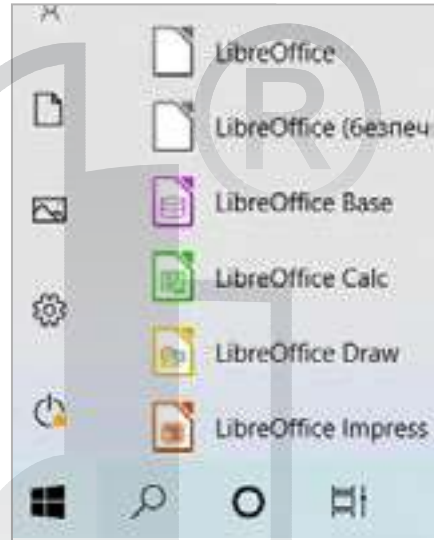 LibreOffice
LibreOffice (безпеч
LibreOffice Base
LibreOffice Calc
LibreOffice Draw
LibreOffice Impress